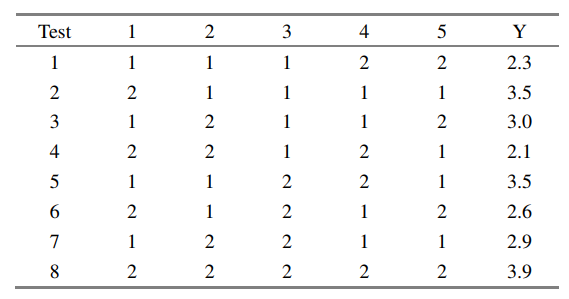 Test 1 2 3 4 5 Y
1 1 1 1 2 2 2.3
2 2 1 1 1 1 3.5
3 1 2 1 1 2 3.0
4 2 2 1 2 1 2.1
5 1 1 2 2 1 3.5
6 2 1 2 1 2 2.6
7 1 2 2 1 1 2.9
8 2 2 2 2 2 3.9